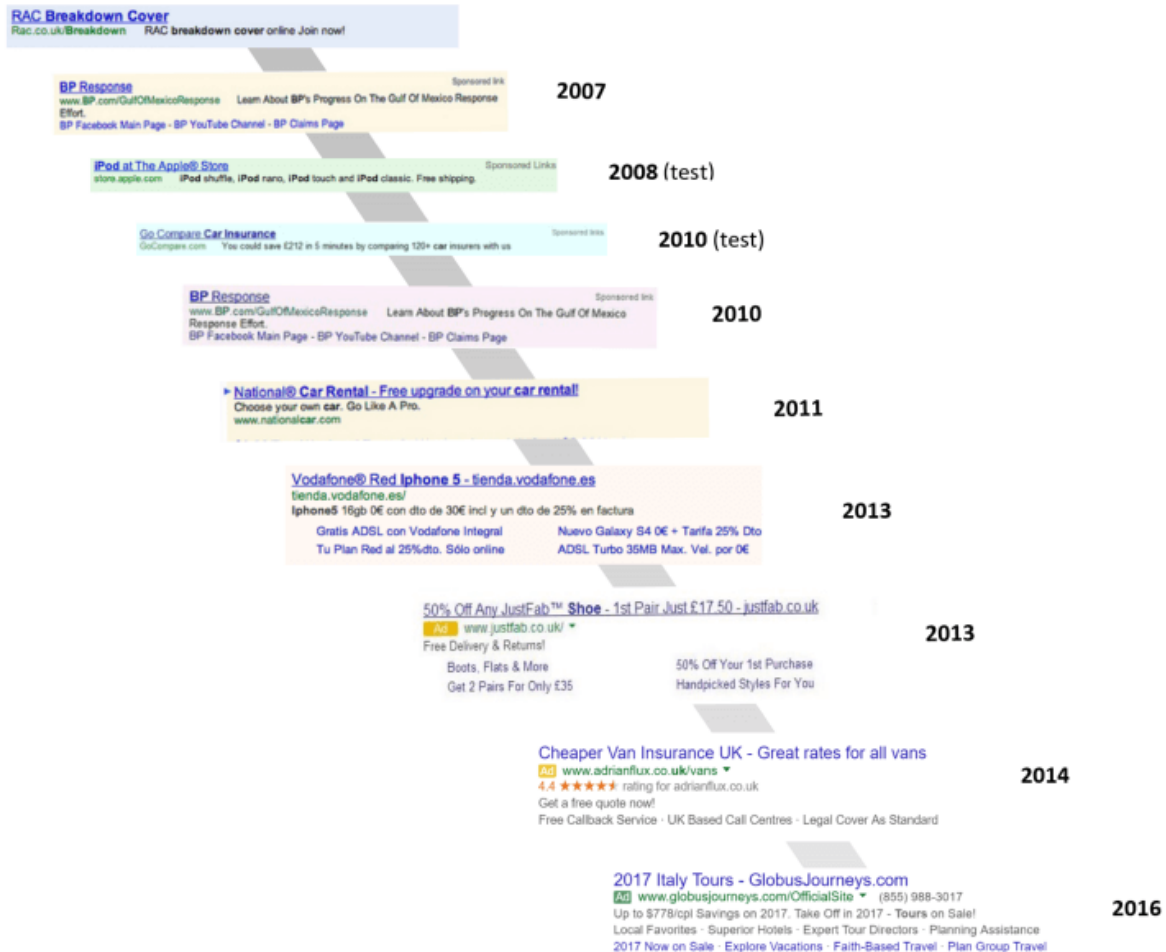 RAC Breakdown Cover
Rac.co.uk/Breakdown RAC breakdown cover online Join now!
BP Response Sponsored link
www.BP.com/GulfOfMexicoResponse Learn About BP's Progress On The Gulf Of Mexico Response
Effort.
BP Facebook Main Page - BP YouTube Channel - BP Claims Page
2007
iPod at The Apple® Store Sponsored Links
store.apple.com iPod shuffle, iPod nano, iPod touch and iPod classic. Free shipping.
2008 (test)
Go Compare Car Insurance Sponsored links
GoCompare.com You could save £212 in 5 minutes by comparing 120+ car insurers with us
2010 (test)
BP Response Sponsored link
www.BP.com/GulfOfMexicoResponse Learn About BP's Progress On The Gulf Of Mexico
Response Effort.
BP Facebook Main Page - BP YouTube Channel - BP Claims Page
2010
National® Car Rental - Free upgrade on your car rental!
Choose your own car. Go Like A Pro.
www.nationalcar.com
2011
Vodafone® Red Iphone 5 - tienda.vodafone.es
tienda.vodafone.es/
Iphone5 16gb 0€ con dto de 30€ incl y un dto de 25% en factura
Gratis ADSL con Vodafone Integral Nuevo Galaxy S4 0€ + Tarifa 25% Dto
Tu Plan Red al 25%dto. Sólo online ADSL Turbo 35MB Max. Vel. por 0€
2013
50% Off Any JustFab™ Shoe - 1st Pair Just £17.50 - justfab.co.uk
Ad www.justfab.co.uk/
Free Delivery & Returns!
Boots, Flats & More 50% Off Your 1st Purchase
Get 2 Pairs For Only £35 Handpicked Styles For You
2013
Cheaper Van Insurance UK - Great rates for all vans
Ad www.adrianflux.co.uk/vans
4.4 ★★★★★ rating for adrianflux.co.uk
Get a free quote now!
Free Callback Service · UK Based Call Centres · Legal Cover As Standard
2014
2017 Italy Tours - GlobusJourneys.com
Ad www.globusjourneys.com/OfficialSite (855) 988-3017
Up to $778/cpl Savings on 2017. Take Off in 2017 - Tours on Sale!
Local Favorites · Superior Hotels · Expert Tour Directors · Planning Assistance
2017 Now on Sale · Explore Vacations · Faith-Based Travel · Plan Group Travel
2016